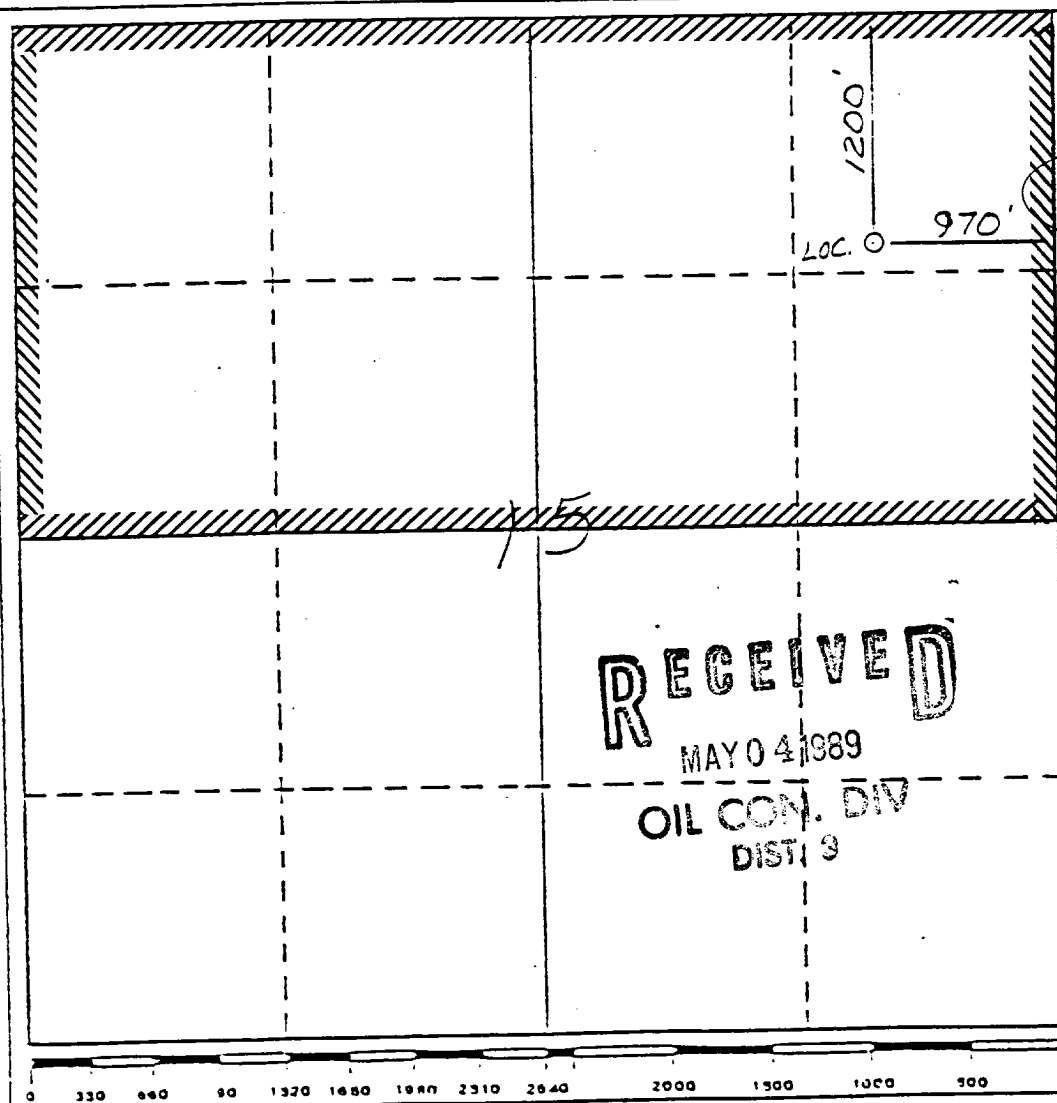 1200'
970'
LOC.
15
RECEIVED
MAY 04 1989
OIL CON. DIV
DIST. 3
0 330 660 90 1320 1650 1980 2310 2640 2000 1500 1000 500